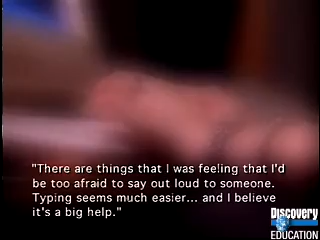 "There are things that I was feeling that I'd
be too afraid to say out loud to someone.
Typing seems much easier... and I believe
it's a big help."
Discovery
EDUCATION